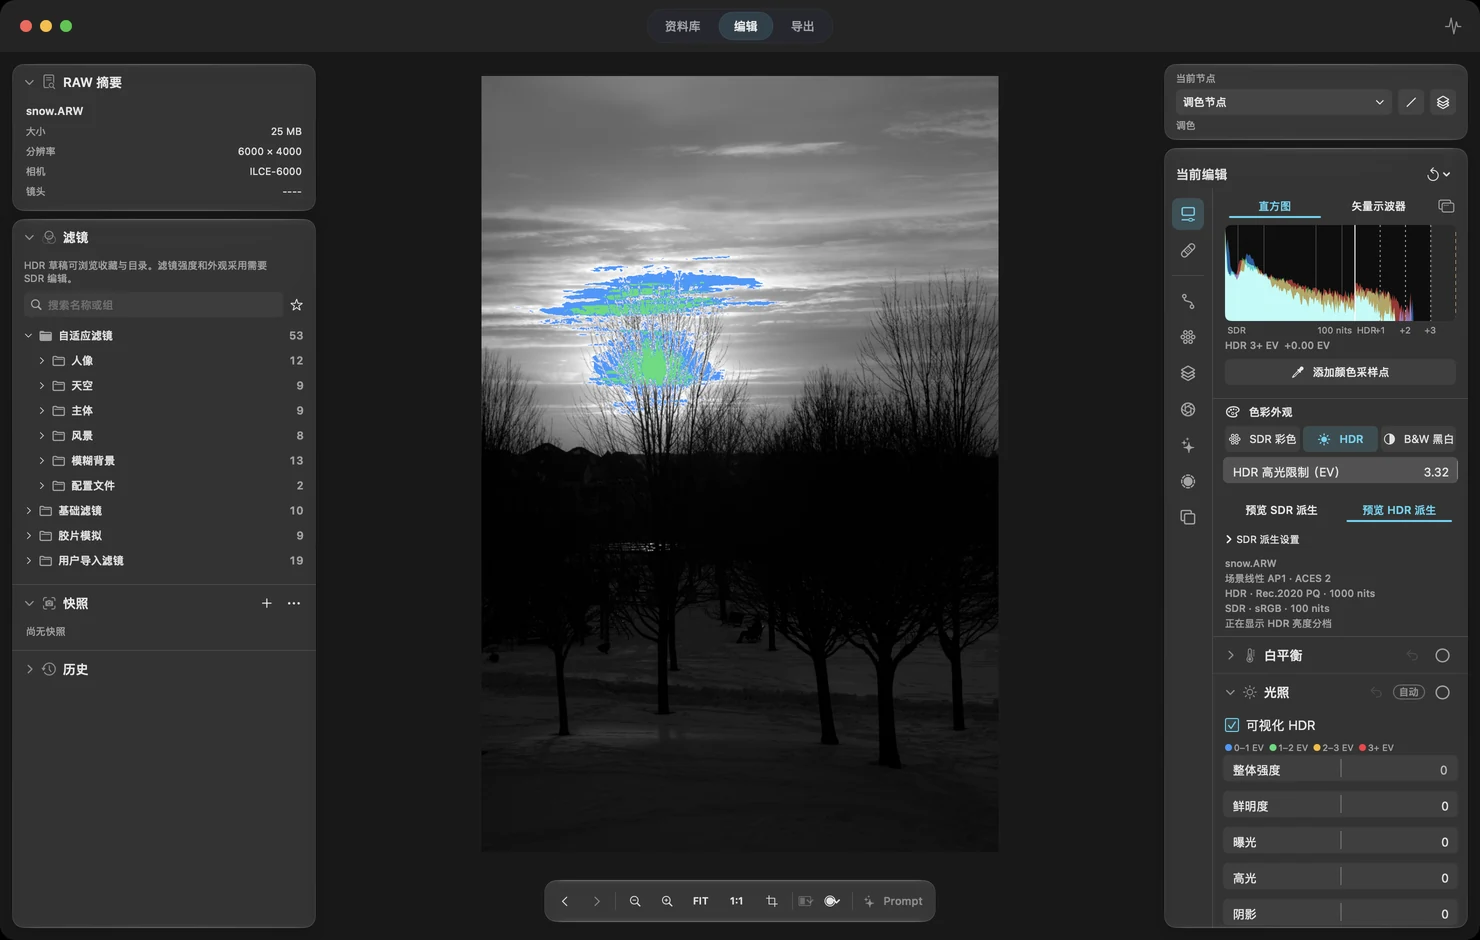 资料库 编辑 导出
RAW 摘要
snow.ARW
大小 25 MB
分辨率 6000 × 4000
相机 ILCE-6000
镜头 ----
滤镜
HDR 草稿可浏览收藏与目录。滤镜强度和外观采用需要
SDR 编辑。
搜索名称或组
自适应滤镜 53
人像 12
天空 9
主体 9
风景 8
模糊背景 13
配置文件 2
基础滤镜 10
胶片模拟 9
用户导入滤镜 19
快照
尚无快照
历史
FIT 1:1 Prompt
当前节点
调色节点
调色
当前编辑
直方图 矢量示波器
SDR 100 nits HDR +1 +2 +3
HDR 3+ EV +0.00 EV
添加颜色采样点
色彩外观
SDR 彩色 HDR B&W 黑白
HDR 高光限制（EV） 3.32
预览 SDR 派生 预览 HDR 派生
SDR 派生设置
snow.ARW
场景线性 AP1 · ACES 2
HDR · Rec.2020 PQ · 1000 nits
SDR · sRGB · 100 nits
正在显示 HDR 亮度分档
白平衡
光照 自动
可视化 HDR
0–1 EV 1–2 EV 2–3 EV 3+ EV
整体强度 0
鲜明度 0
曝光 0
高光 0
阴影 0